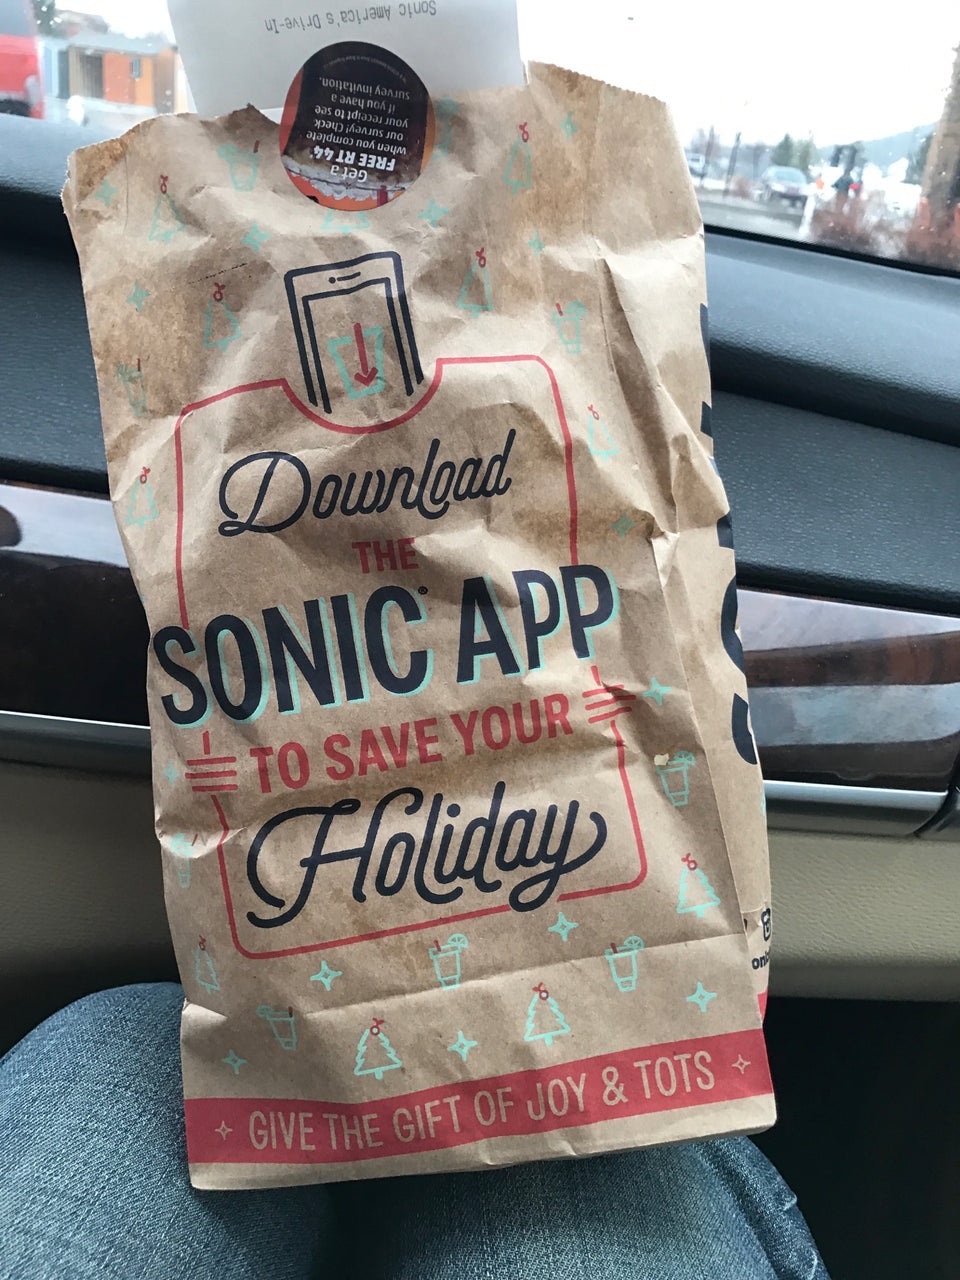 Sonic America's Drive-In
Get a
FREE RT 44*
when you complete
our survey! Check
your receipt to see
if you have a
survey invitation.
Download
THE
SONIC® APP
TO SAVE YOUR
Holiday
GIVE THE GIFT OF JOY & TOTS